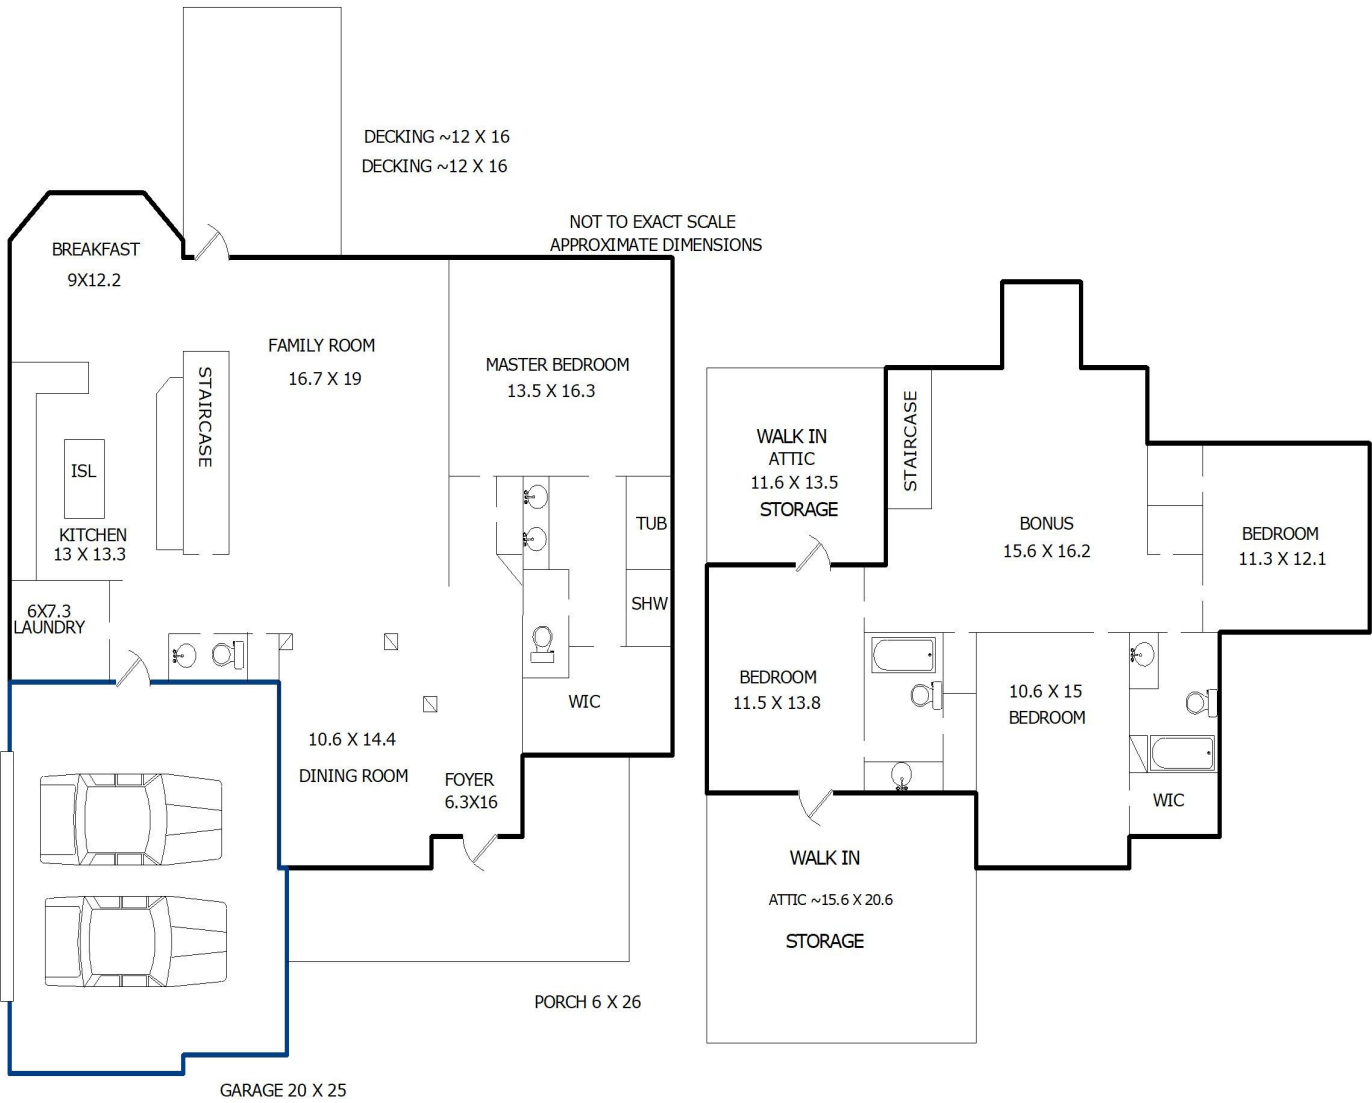 DECKING ~12 X 16
DECKING ~12 X 16
NOT TO EXACT SCALE
APPROXIMATE DIMENSIONS
BREAKFAST
9X12.2
FAMILY ROOM
16.7 X 19
STAIRCASE
MASTER BEDROOM
13.5 X 16.3
ISL
KITCHEN
13 X 13.3
TUB
SHW
6X7.3
LAUNDRY
WIC
10.6 X 14.4
DINING ROOM
FOYER
6.3X16
PORCH 6 X 26
GARAGE 20 X 25
WALK IN
ATTIC
11.6 X 13.5
STORAGE
STAIRCASE
BONUS
15.6 X 16.2
BEDROOM
11.3 X 12.1
BEDROOM
11.5 X 13.8
10.6 X 15
BEDROOM
WIC
WALK IN
ATTIC ~15.6 X 20.6
STORAGE